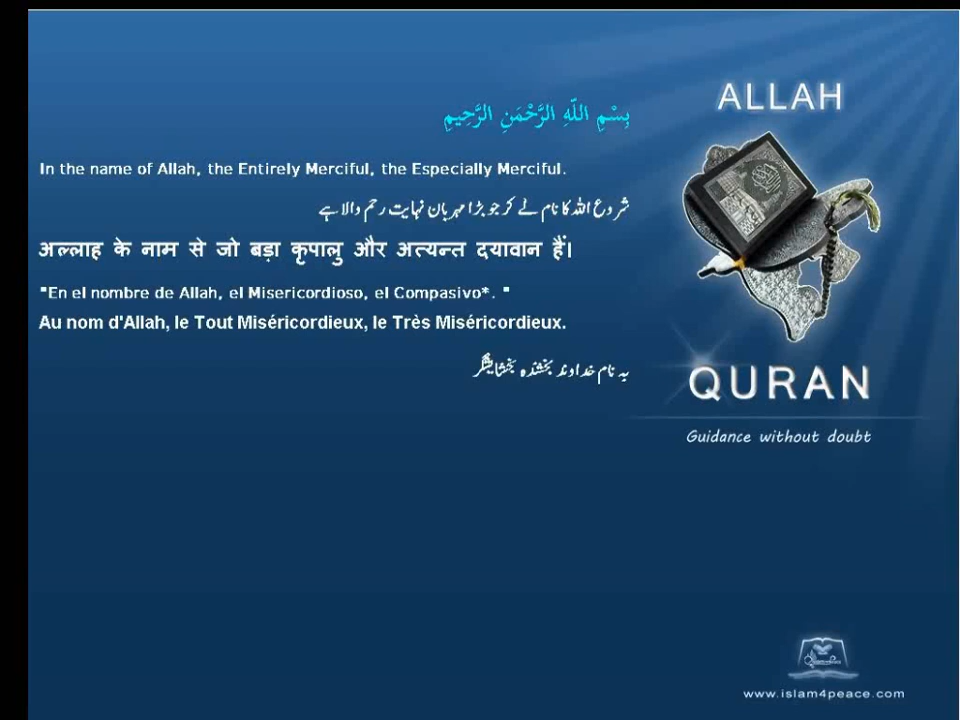 بِسْمِ اللّهِ الرَّحْمَنِ الرَّحِيمِ
In the name of Allah, the Entirely Merciful, the Especially Merciful.
شروع الله کا نام لے کر جو بڑا مہربان نہایت رحم والا ہے
अल्लाह के नाम से जो बड़ा कृपालु और अत्यन्त दयावान हैं।
"En el nombre de Allah, el Misericordioso, el Compasivo*. "
Au nom d'Allah, le Tout Miséricordieux, le Très Miséricordieux.
به نام خداوند بخشنده بخشایشگر
ALLAH
QURAN
Guidance without doubt
www.islam4peace.com